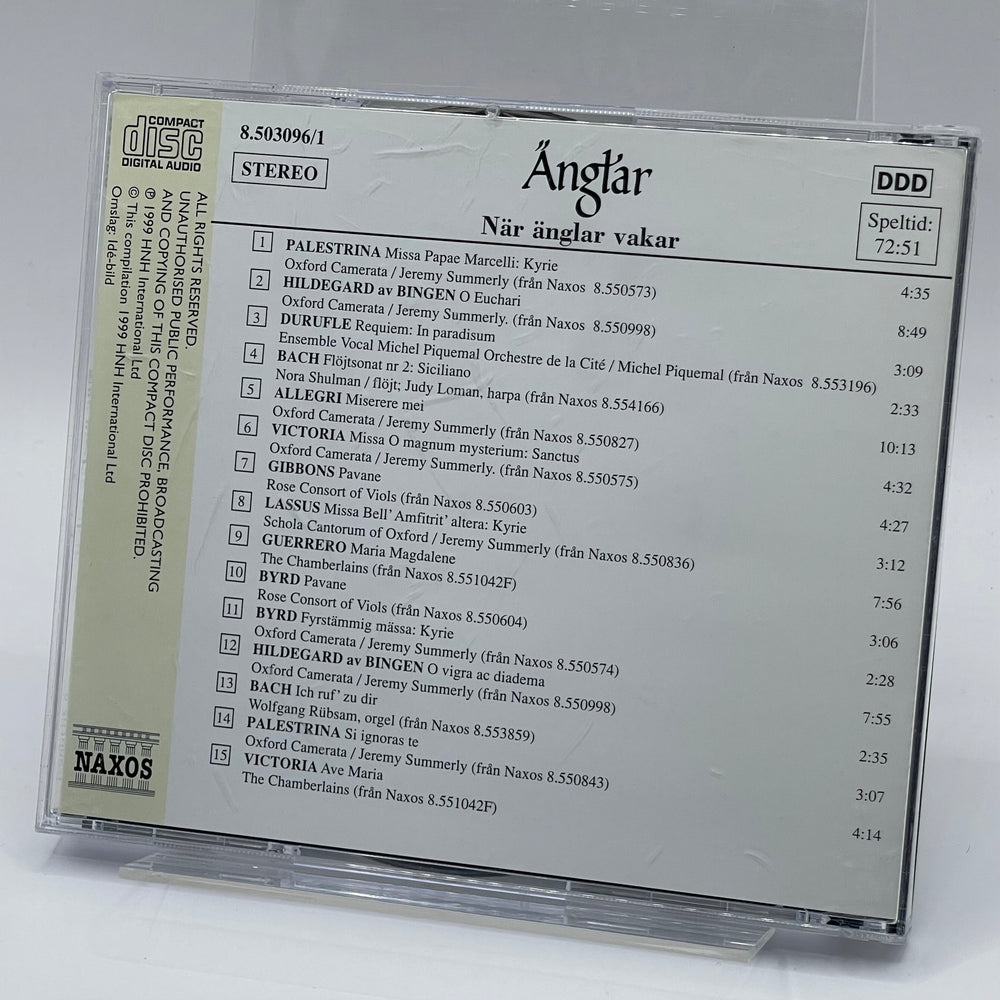 COMPACT
disc
DIGITAL AUDIO
8.503096/1
STEREO
Änglar
När änglar vakar
DDD
Speltid:
72:51
1 PALESTRINA Missa Papae Marcelli: Kyrie
Oxford Camerata / Jeremy Summerly (från Naxos 8.550573) 4:35
2 HILDEGARD av BINGEN O Euchari
Oxford Camerata / Jeremy Summerly. (från Naxos 8.550998) 8:49
3 DURUFLE Requiem: In paradisum
Ensemble Vocal Michel Piquemal Orchestre de la Cité / Michel Piquemal (från Naxos 8.553196) 3:09
4 BACH Flöjtsonat nr 2: Siciliano
Nora Shulman / flöjt; Judy Loman, harpa (från Naxos 8.554166) 2:33
5 ALLEGRI Miserere mei
Oxford Camerata / Jeremy Summerly (från Naxos 8.550827) 10:13
6 VICTORIA Missa O magnum mysterium: Sanctus
Oxford Camerata / Jeremy Summerly. (från Naxos 8.550575) 4:32
7 GIBBONS Pavane
Rose Consort of Viols (från Naxos 8.550603) 4:27
8 LASSUS Missa Bell' Amfitrit' altera: Kyrie
Schola Cantorum of Oxford / Jeremy Summerly (från Naxos 8.550836) 3:12
9 GUERRERO Maria Magdalene
The Chamberlains (från Naxos 8.551042F) 7:56
10 BYRD Pavane
Rose Consort of Viols (från Naxos 8.550604) 3:06
11 BYRD Fyrstämmig mässa: Kyrie
Oxford Camerata / Jeremy Summerly (från Naxos 8.550574) 2:28
12 HILDEGARD av BINGEN O vigra ac diadema
Oxford Camerata / Jeremy Summerly (från Naxos 8.550998) 7:55
13 BACH Ich ruf' zu dir
Wolfgang Rübsam, orgel (från Naxos 8.553859) 2:35
14 PALESTRINA Si ignoras te
Oxford Camerata / Jeremy Summerly (från Naxos 8.550843) 3:07
15 VICTORIA Ave Maria
The Chamberlains (från Naxos 8.551042F) 4:14
ALL RIGHTS RESERVED.
UNAUTHORISED PUBLIC PERFORMANCE, BROADCASTING
AND COPYING OF THIS COMPACT DISC PROHIBITED.
℗ 1999 HNH International Ltd
© This compilation 1999 HNH International Ltd
Omslag: Idé-bild
NAXOS